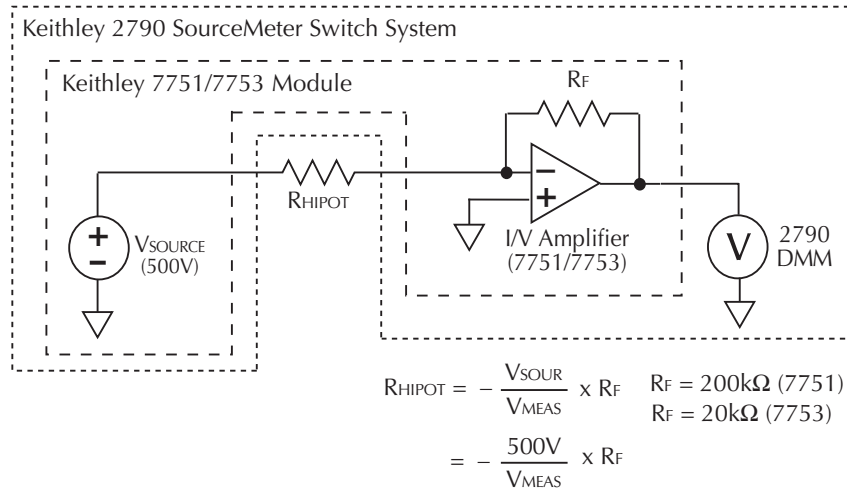 Keithley 2790 SourceMeter Switch System
Keithley 7751/7753 Module
RF
RHIPOT
+
−
VSOURCE
(500V)
−
+
I/V Amplifier
(7751/7753)
V
2790
DMM
RHIPOT = − VSOUR / VMEAS x RF
RF = 200kΩ (7751)
RF = 20kΩ (7753)
= − 500V / VMEAS x RF